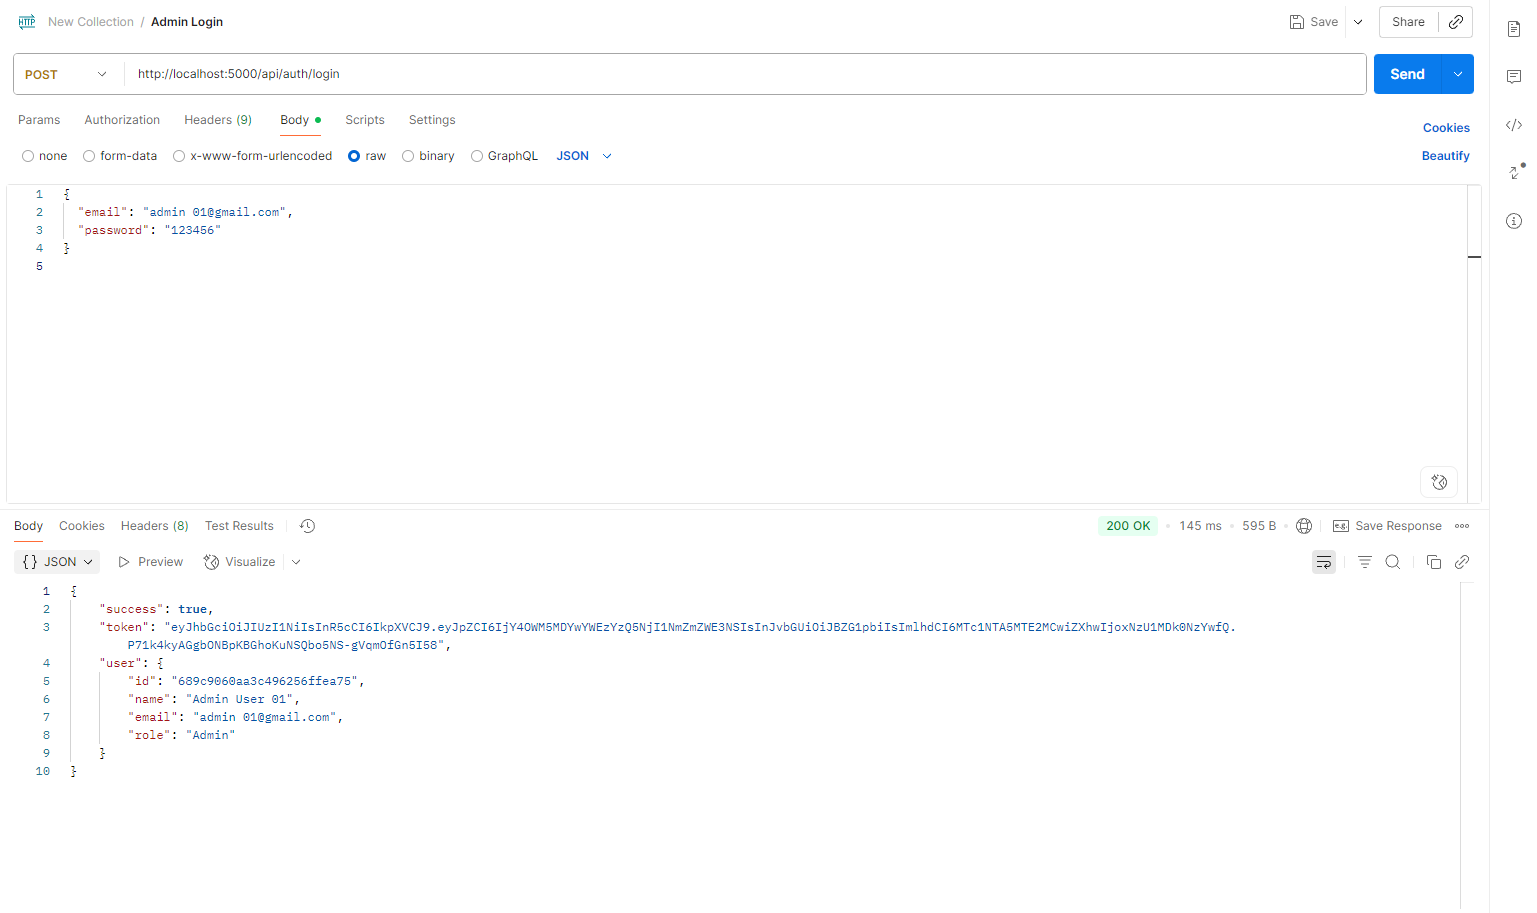 HTTP New Collection / Admin Login Save Share
POST http://localhost:5000/api/auth/login Send
Params Authorization Headers (9) Body Scripts Settings Cookies
none form-data x-www-form-urlencoded raw binary GraphQL JSON Beautify
1 {
2 "email": "admin 01@gmail.com",
3 "password": "123456"
4 }
5
Body Cookies Headers (8) Test Results 200 OK 145 ms 595 B e.g. Save Response
{} JSON Preview Visualize
1 {
2 "success": true,
3 "token": "eyJhbGciOiJIUzI1NiIsInR5cCI6IkpXVCJ9.eyJpZCI6IjY4OWM5MDYwYWEzYzQ5NjI1NmZmZWE3NSIsInJvbGUiOiJBZG1pbiIsImlhdCI6MTc1NTA5MTE2MCwiZXhwIjoxNzU1MDk0NzYwfQ.
P71k4kyAGgbONBpKBGhoKuNSQbo5NS-gVqmOfGn5I58",
4 "user": {
5 "id": "689c9060aa3c496256ffea75",
6 "name": "Admin User 01",
7 "email": "admin 01@gmail.com",
8 "role": "Admin"
9 }
10 }